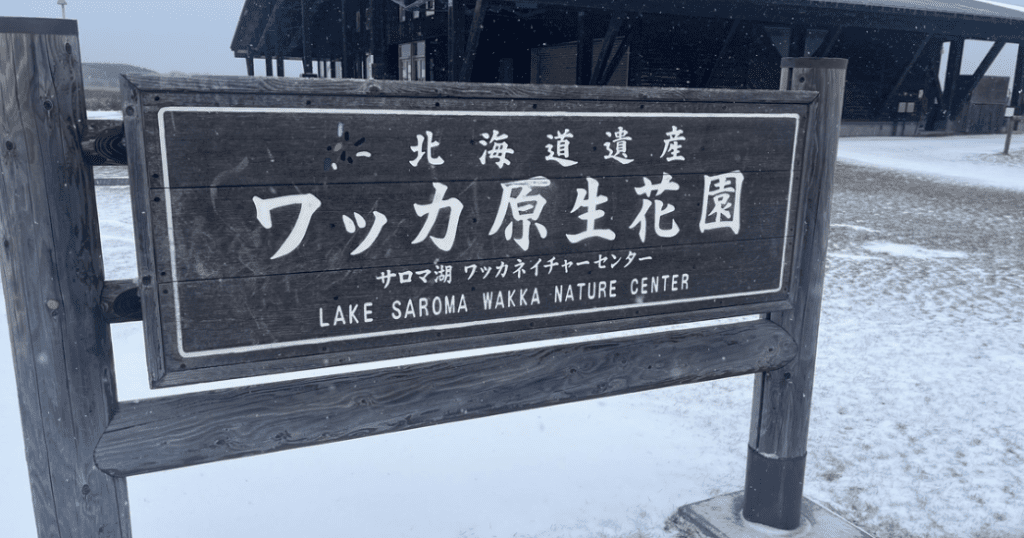 北海道遺産
ワッカ原生花園
サロマ湖 ワッカネイチャーセンター
LAKE SAROMA WAKKA NATURE CENTER